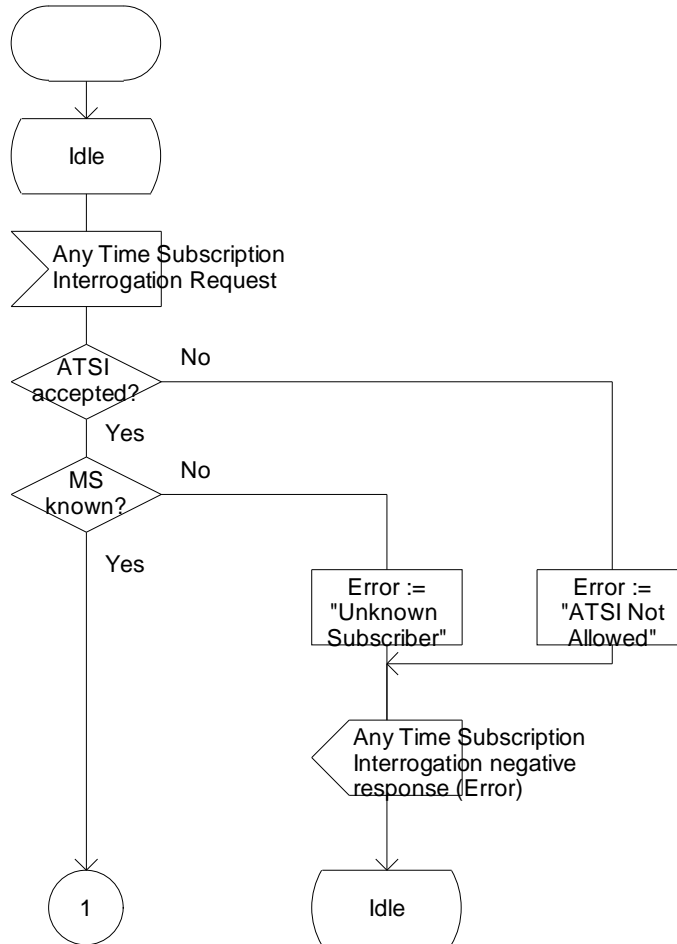 Idle
Any Time Subscription
Interrogation Request
ATSI
accepted?
No
Yes
MS
known?
No
Yes
Error :=
"Unknown
Subscriber"
Error :=
"ATSI Not
Allowed"
Any Time Subscription
Interrogation negative
response (Error)
1
Idle